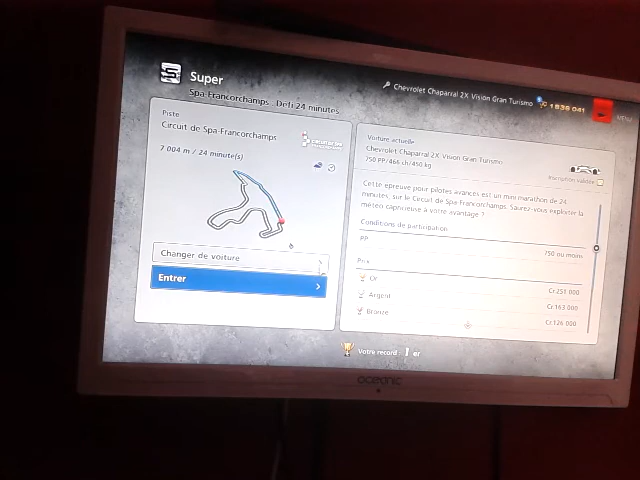 Super
Spa-Francorchamps : Défi 24 minutes
Chevrolet Chaparral 2X Vision Gran Turismo
1 838 041
MENU
Piste
Circuit de Spa-Francorchamps
7 004 m / 24 minute(s)
Changer de voiture
Entrer
Voiture actuelle
Chevrolet Chaparral 2X Vision Gran Turismo
750 PP/466 ch/450 kg
Inscription validée
Cette épreuve pour pilotes avancés est un mini marathon de 24
minutes, sur le Circuit de Spa-Francorchamps. Saurez-vous exploiter la
météo capricieuse à votre avantage ?
Conditions de participation
PP
750 ou moins
Prix
Or
Cr 251 000
Argent
Cr 163 000
Bronze
Cr 126 000
Votre record : 1 er
OCEANIC